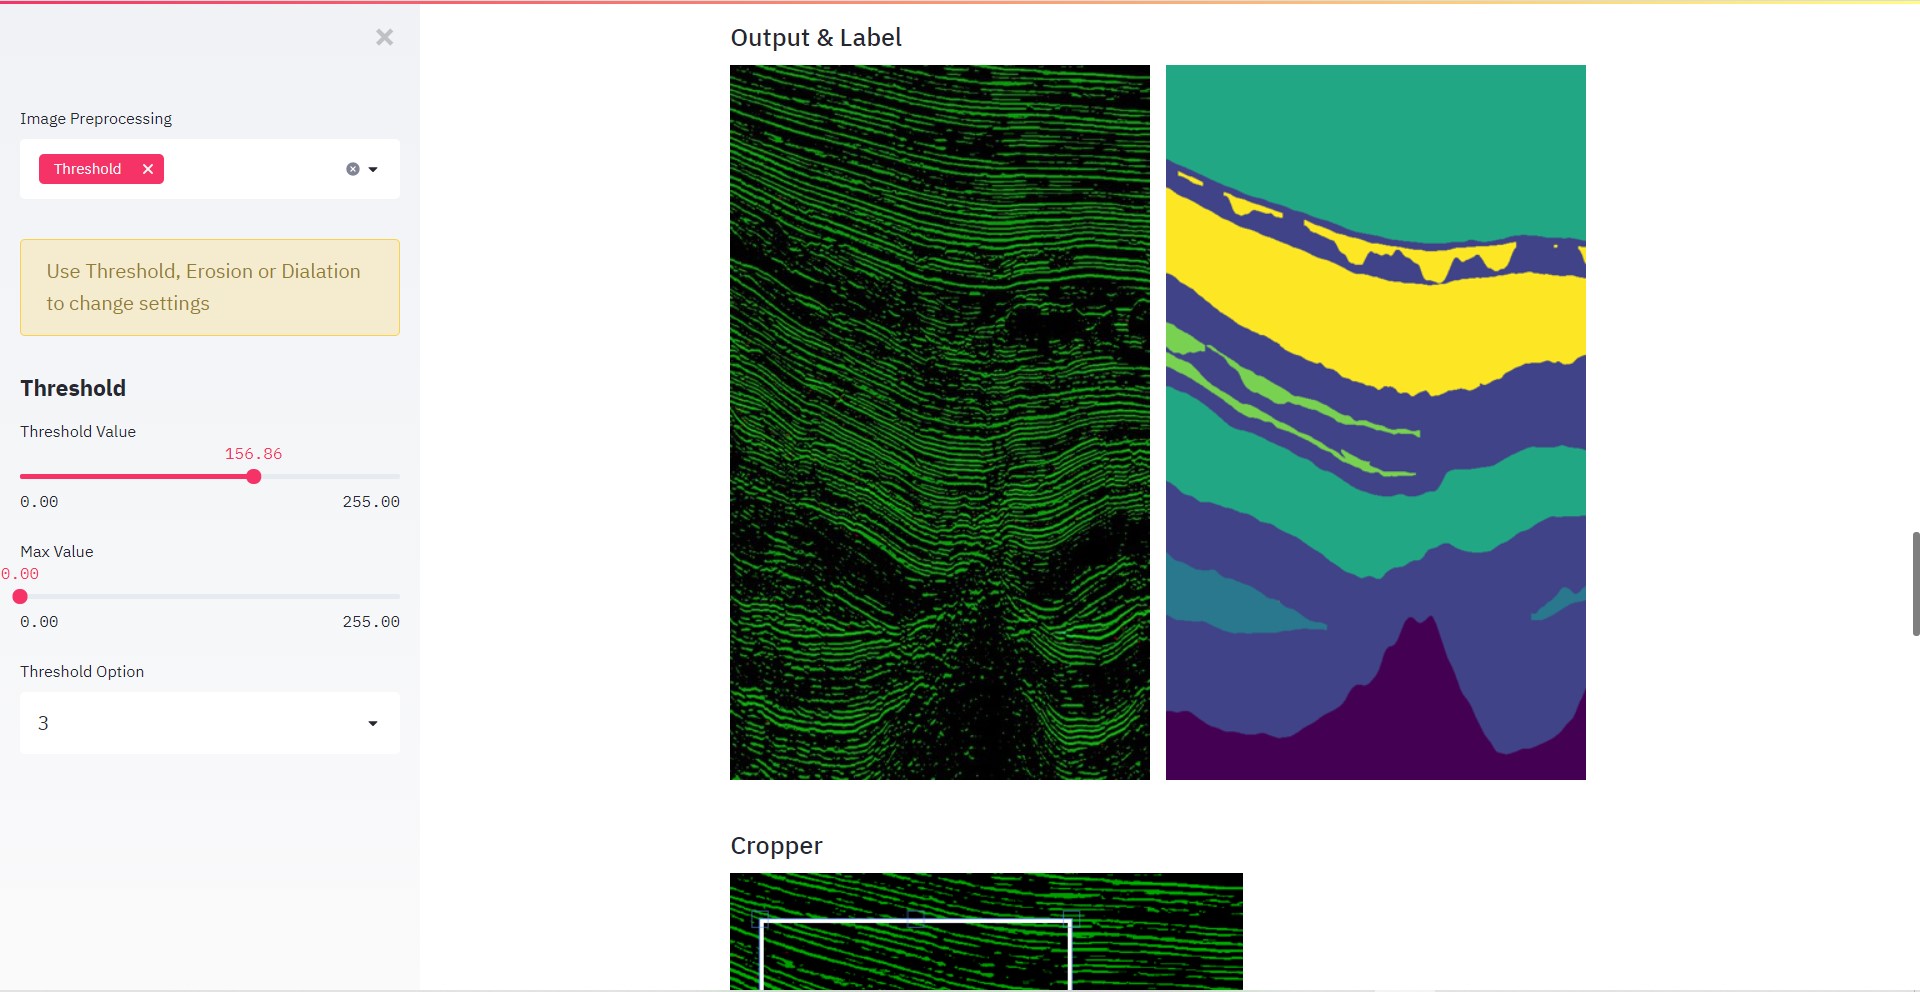 Image Preprocessing
Threshold
Use Threshold, Erosion or Dialation
to change settings
Threshold
Threshold Value
156.86
0.00 255.00
Max Value
0.00
0.00 255.00
Threshold Option
3
Output & Label
Cropper